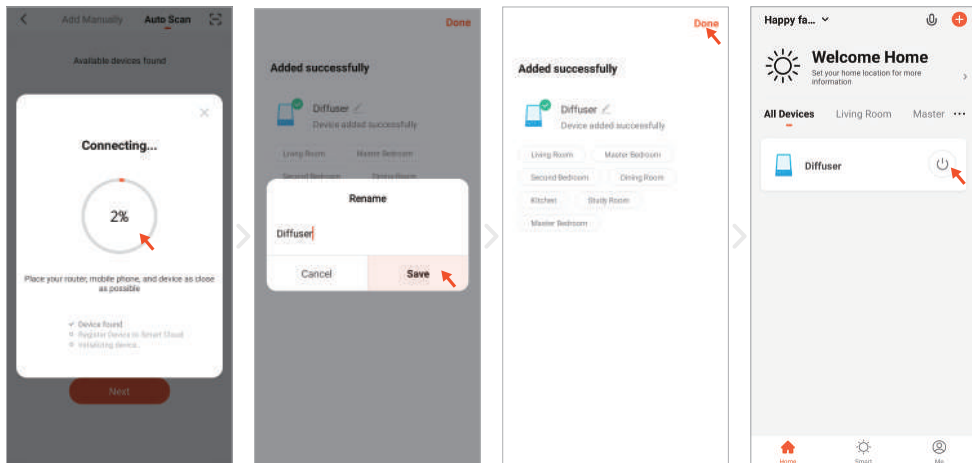 Add Manually Auto Scan
Available devices found
Connecting...
2%
Place your router, mobile phone, and device as close
as possible
Device found
Register Device to Smart Cloud
Initializing device...
Next
Done
Added successfully
Diffuser
Device added successfully
Living Room Master Bedroom
Second Bedroom Dining Room
Rename
Diffuser
Cancel Save
Done
Added successfully
Diffuser
Device added successfully
Living Room Master Bedroom
Second Bedroom Dining Room
Kitchen Study Room
Master Bedroom
Happy fa...
Welcome Home
Set your home location for more
information
All Devices Living Room Master
Diffuser
Home Smart Me